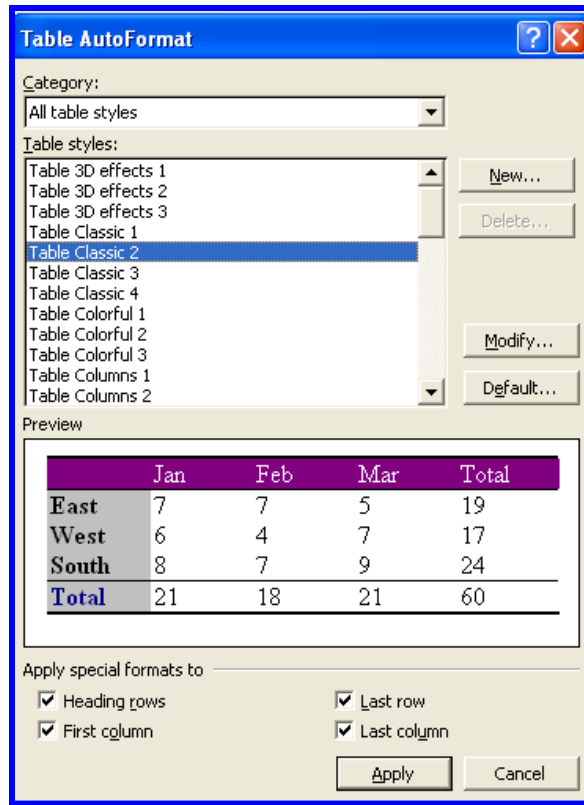 Table AutoFormat
Category:
All table styles
Table styles:
Table 3D effects 1
Table 3D effects 2
Table 3D effects 3
Table Classic 1
Table Classic 2
Table Classic 3
Table Classic 4
Table Colorful 1
Table Colorful 2
Table Colorful 3
Table Columns 1
Table Columns 2
New...
Delete...
Modify...
Default...
Preview
Jan Feb Mar Total
East 7 7 5 19
West 6 4 7 17
South 8 7 9 24
Total 21 18 21 60
Apply special formats to
Heading rows Last row
First column Last column
Apply Cancel